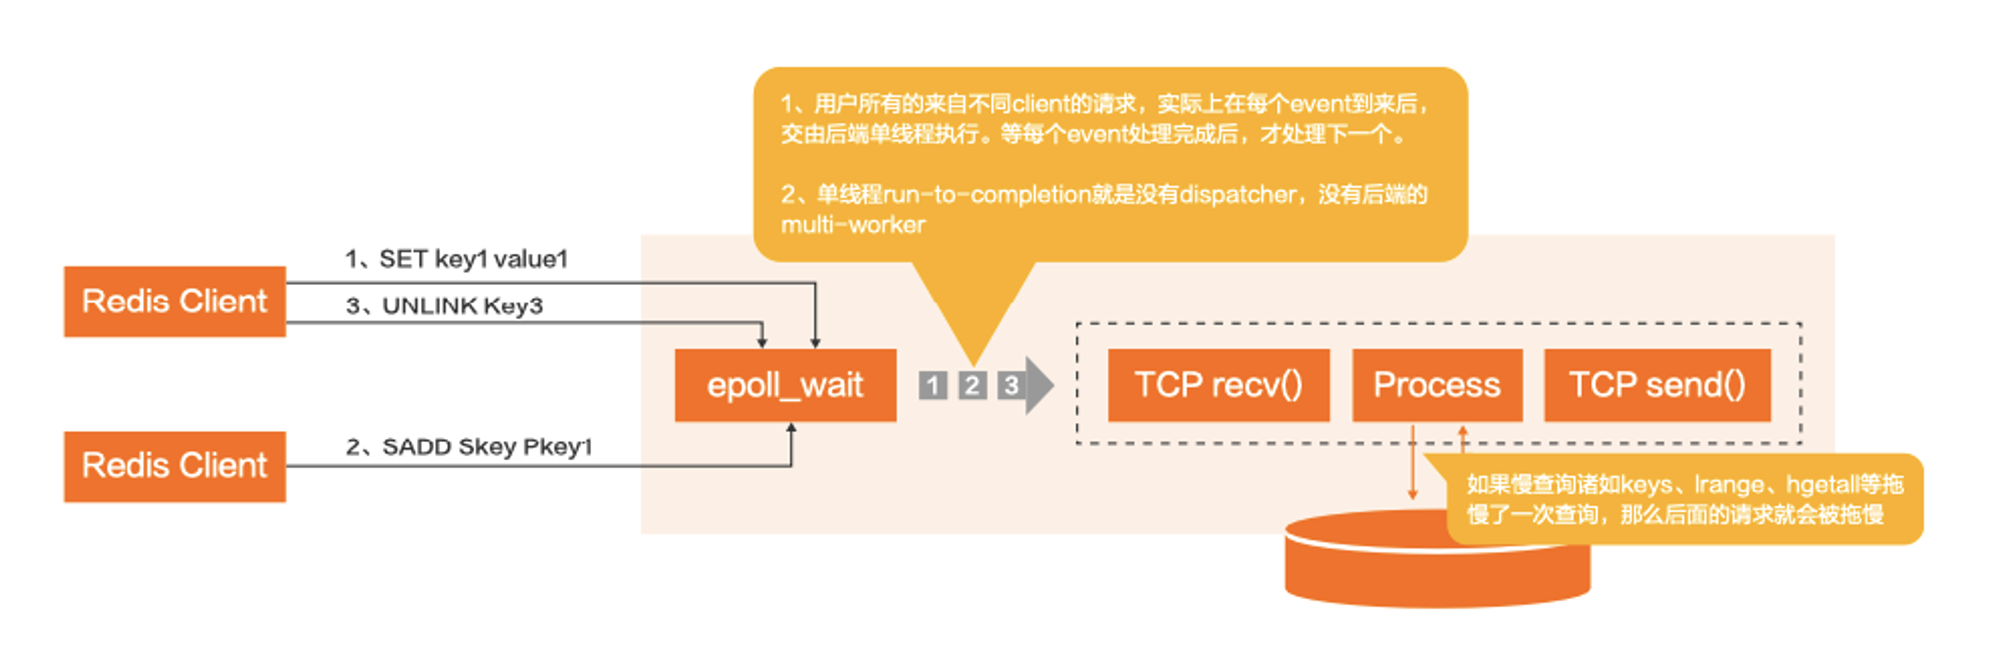 1、用户所有的来自不同client的请求，实际上在每个event到来后，
交由后端单线程执行。等每个event处理完成后，才处理下一个。
2、单线程run-to-completion就是没有dispatcher，没有后端的
multi-worker
1、SET key1 value1
Redis Client
3、UNLINK Key3
epoll_wait
1 2 3
TCP recv()
Process
TCP send()
2、SADD Skey Pkey1
Redis Client
如果慢查询诸如keys、lrange、hgetall等拖
慢了一次查询，那么后面的请求就会被拖慢